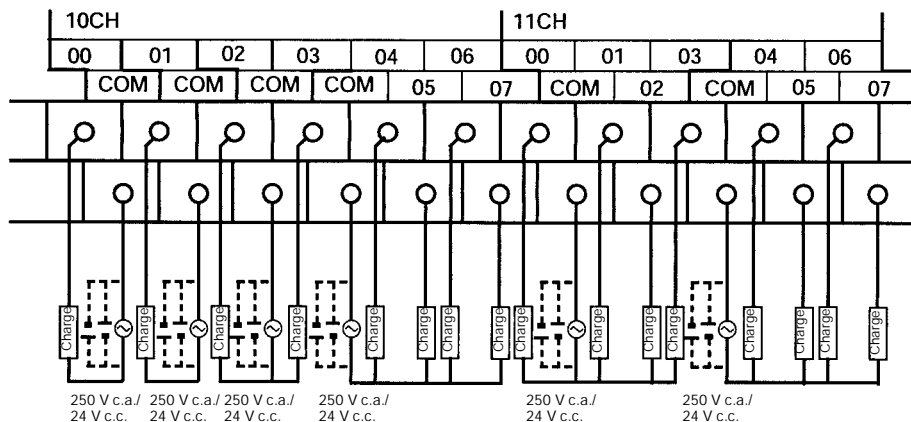 10CH 11CH
00 01 02 03 04 06 00 01 03 04 06
COM COM COM COM 05 07 COM 02 COM 05 07
Charge Charge Charge Charge Charge Charge Charge Charge Charge Charge Charge Charge Charge Charge Charge
250 V c.a./ 250 V c.a./ 250 V c.a./ 250 V c.a./ 250 V c.a./ 250 V c.a./
24 V c.c. 24 V c.c. 24 V c.c. 24 V c.c. 24 V c.c. 24 V c.c.